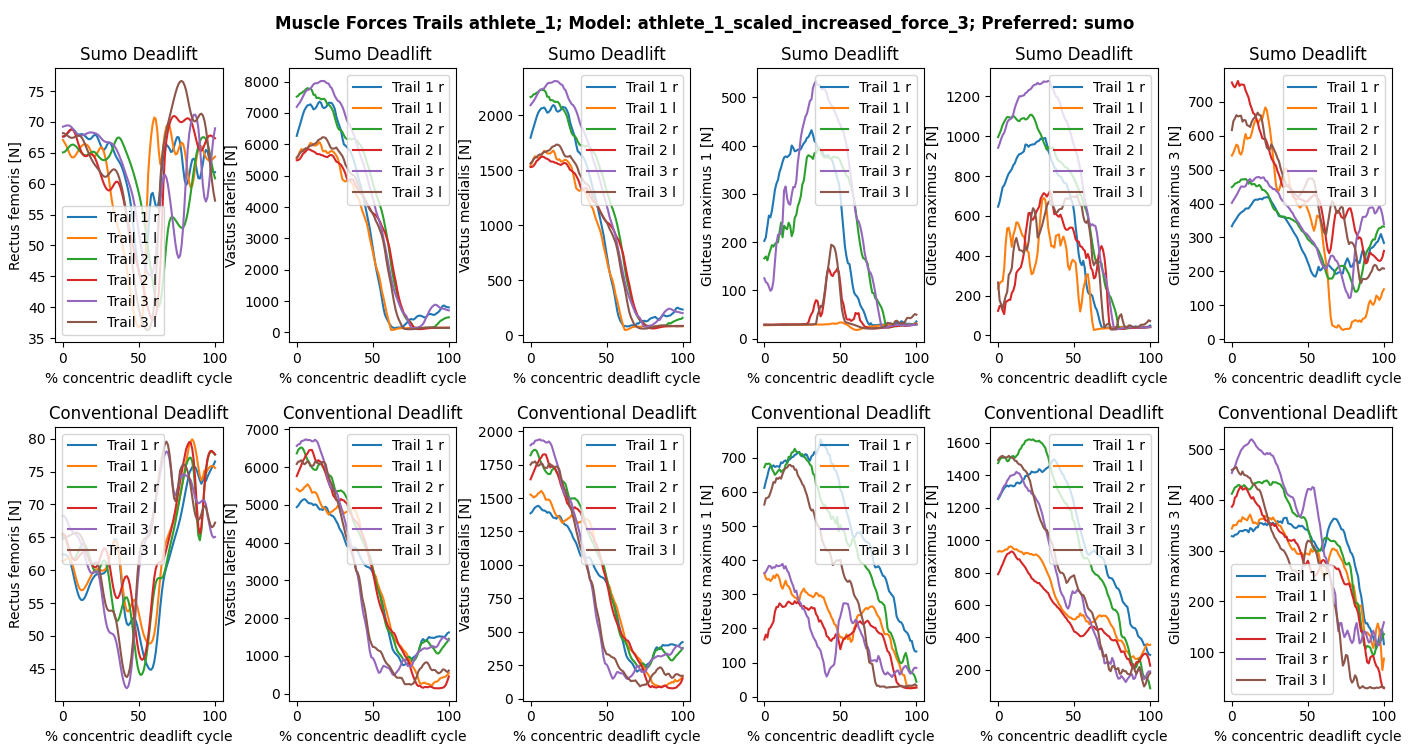 Muscle Forces Trails athlete_1; Model: athlete_1_scaled_increased_force_3; Preferred: sumo
Sumo Deadlift
Rectus femoris [N]
75
70
65
60
55
50
45
40
35
0 50 100
% concentric deadlift cycle
Trail 1 r
Trail 1 l
Trail 2 r
Trail 2 l
Trail 3 r
Trail 3 l
Sumo Deadlift
Vastus laterlis [N]
8000
7000
6000
5000
4000
3000
2000
1000
0
0 50 100
% concentric deadlift cycle
Trail 1 r
Trail 1 l
Trail 2 r
Trail 2 l
Trail 3 r
Trail 3 l
Sumo Deadlift
Vastus medialis [N]
2000
1500
1000
500
0
0 50 100
% concentric deadlift cycle
Trail 1 r
Trail 1 l
Trail 2 r
Trail 2 l
Trail 3 r
Trail 3 l
Sumo Deadlift
Gluteus maximus 1 [N]
500
400
300
200
100
0
0 50 100
% concentric deadlift cycle
Trail 1 r
Trail 1 l
Trail 2 r
Trail 2 l
Trail 3 r
Trail 3 l
Sumo Deadlift
Gluteus maximus 2 [N]
1200
1000
800
600
400
200
0
0 50 100
% concentric deadlift cycle
Trail 1 r
Trail 1 l
Trail 2 r
Trail 2 l
Trail 3 r
Trail 3 l
Sumo Deadlift
Gluteus maximus 3 [N]
700
600
500
400
300
200
100
0
0 50 100
% concentric deadlift cycle
Trail 1 r
Trail 1 l
Trail 2 r
Trail 2 l
Trail 3 r
Trail 3 l
Conventional Deadlift
Rectus femoris [N]
80
75
70
65
60
55
50
45
0 50 100
% concentric deadlift cycle
Trail 1 r
Trail 1 l
Trail 2 r
Trail 2 l
Trail 3 r
Trail 3 l
Conventional Deadlift
Vastus laterlis [N]
7000
6000
5000
4000
3000
2000
1000
0
0 50 100
% concentric deadlift cycle
Trail 1 r
Trail 1 l
Trail 2 r
Trail 2 l
Trail 3 r
Trail 3 l
Conventional Deadlift
Vastus medialis [N]
2000
1750
1500
1250
1000
750
500
250
0
0 50 100
% concentric deadlift cycle
Trail 1 r
Trail 1 l
Trail 2 r
Trail 2 l
Trail 3 r
Trail 3 l
Conventional Deadlift
Gluteus maximus 1 [N]
700
600
500
400
300
200
100
0
0 50 100
% concentric deadlift cycle
Trail 1 r
Trail 1 l
Trail 2 r
Trail 2 l
Trail 3 r
Trail 3 l
Conventional Deadlift
Gluteus maximus 2 [N]
1600
1400
1200
1000
800
600
400
200
0 50 100
% concentric deadlift cycle
Trail 1 r
Trail 1 l
Trail 2 r
Trail 2 l
Trail 3 r
Trail 3 l
Conventional Deadlift
Gluteus maximus 3 [N]
500
400
300
200
100
0 50 100
% concentric deadlift cycle
Trail 1 r
Trail 1 l
Trail 2 r
Trail 2 l
Trail 3 r
Trail 3 l